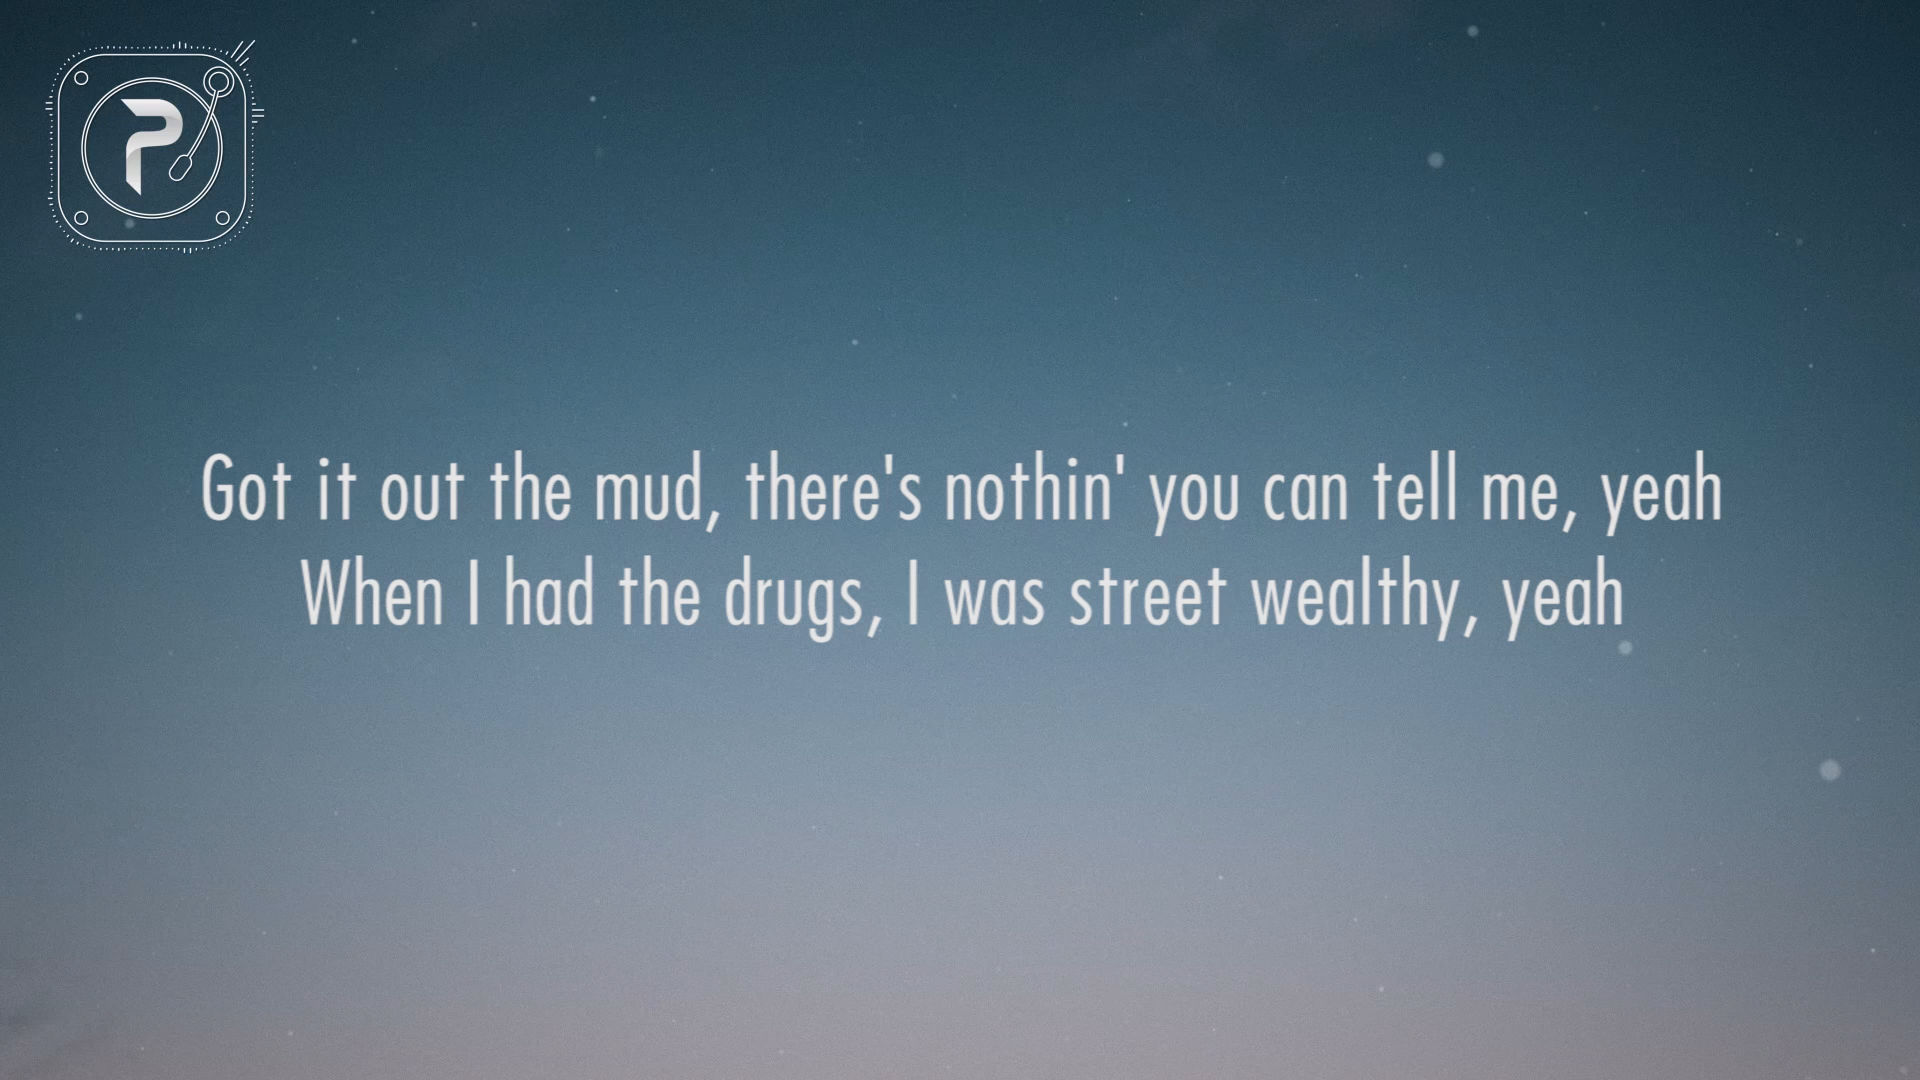 P
Got it out the mud, there's nothin' you can tell me, yeah
When I had the drugs, I was street wealthy, yeah